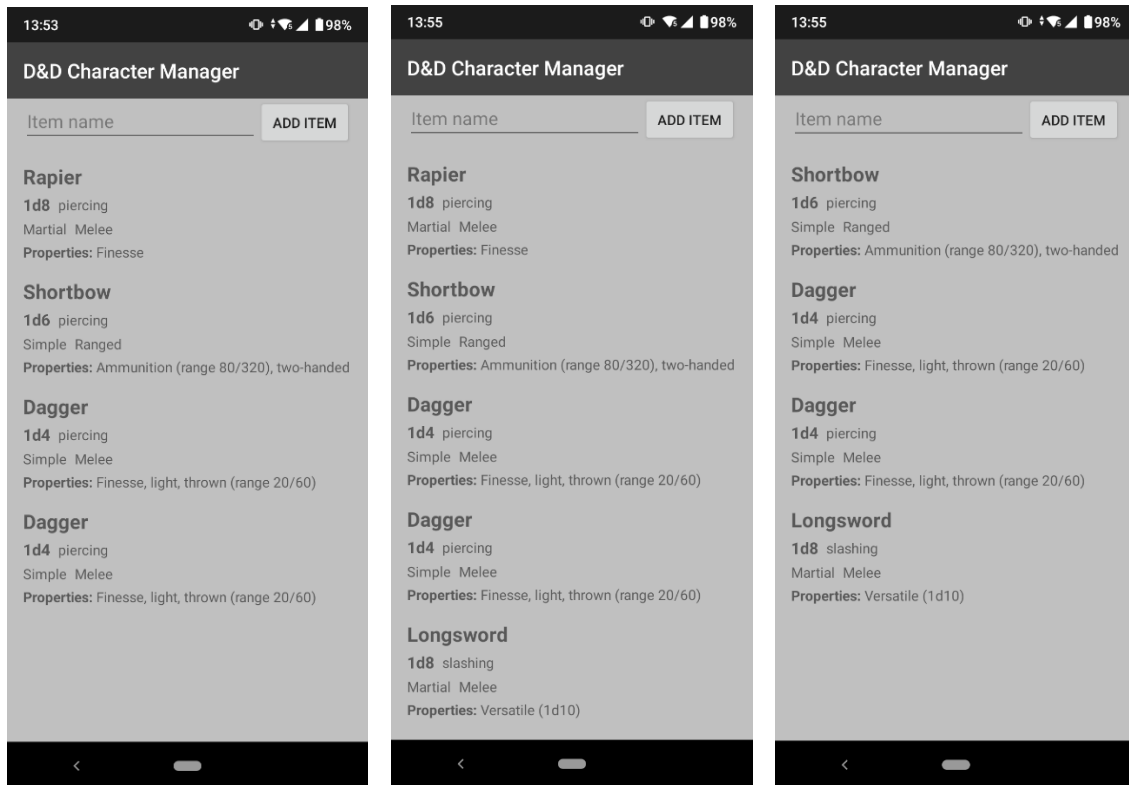 13:53 98%
D&D Character Manager
Item name ADD ITEM
Rapier
1d8 piercing
Martial Melee
Properties: Finesse
Shortbow
1d6 piercing
Simple Ranged
Properties: Ammunition (range 80/320), two-handed
Dagger
1d4 piercing
Simple Melee
Properties: Finesse, light, thrown (range 20/60)
Dagger
1d4 piercing
Simple Melee
Properties: Finesse, light, thrown (range 20/60)
13:55 98%
D&D Character Manager
Item name ADD ITEM
Rapier
1d8 piercing
Martial Melee
Properties: Finesse
Shortbow
1d6 piercing
Simple Ranged
Properties: Ammunition (range 80/320), two-handed
Dagger
1d4 piercing
Simple Melee
Properties: Finesse, light, thrown (range 20/60)
Dagger
1d4 piercing
Simple Melee
Properties: Finesse, light, thrown (range 20/60)
Longsword
1d8 slashing
Martial Melee
Properties: Versatile (1d10)
13:55 98%
D&D Character Manager
Item name ADD ITEM
Shortbow
1d6 piercing
Simple Ranged
Properties: Ammunition (range 80/320), two-handed
Dagger
1d4 piercing
Simple Melee
Properties: Finesse, light, thrown (range 20/60)
Dagger
1d4 piercing
Simple Melee
Properties: Finesse, light, thrown (range 20/60)
Longsword
1d8 slashing
Martial Melee
Properties: Versatile (1d10)